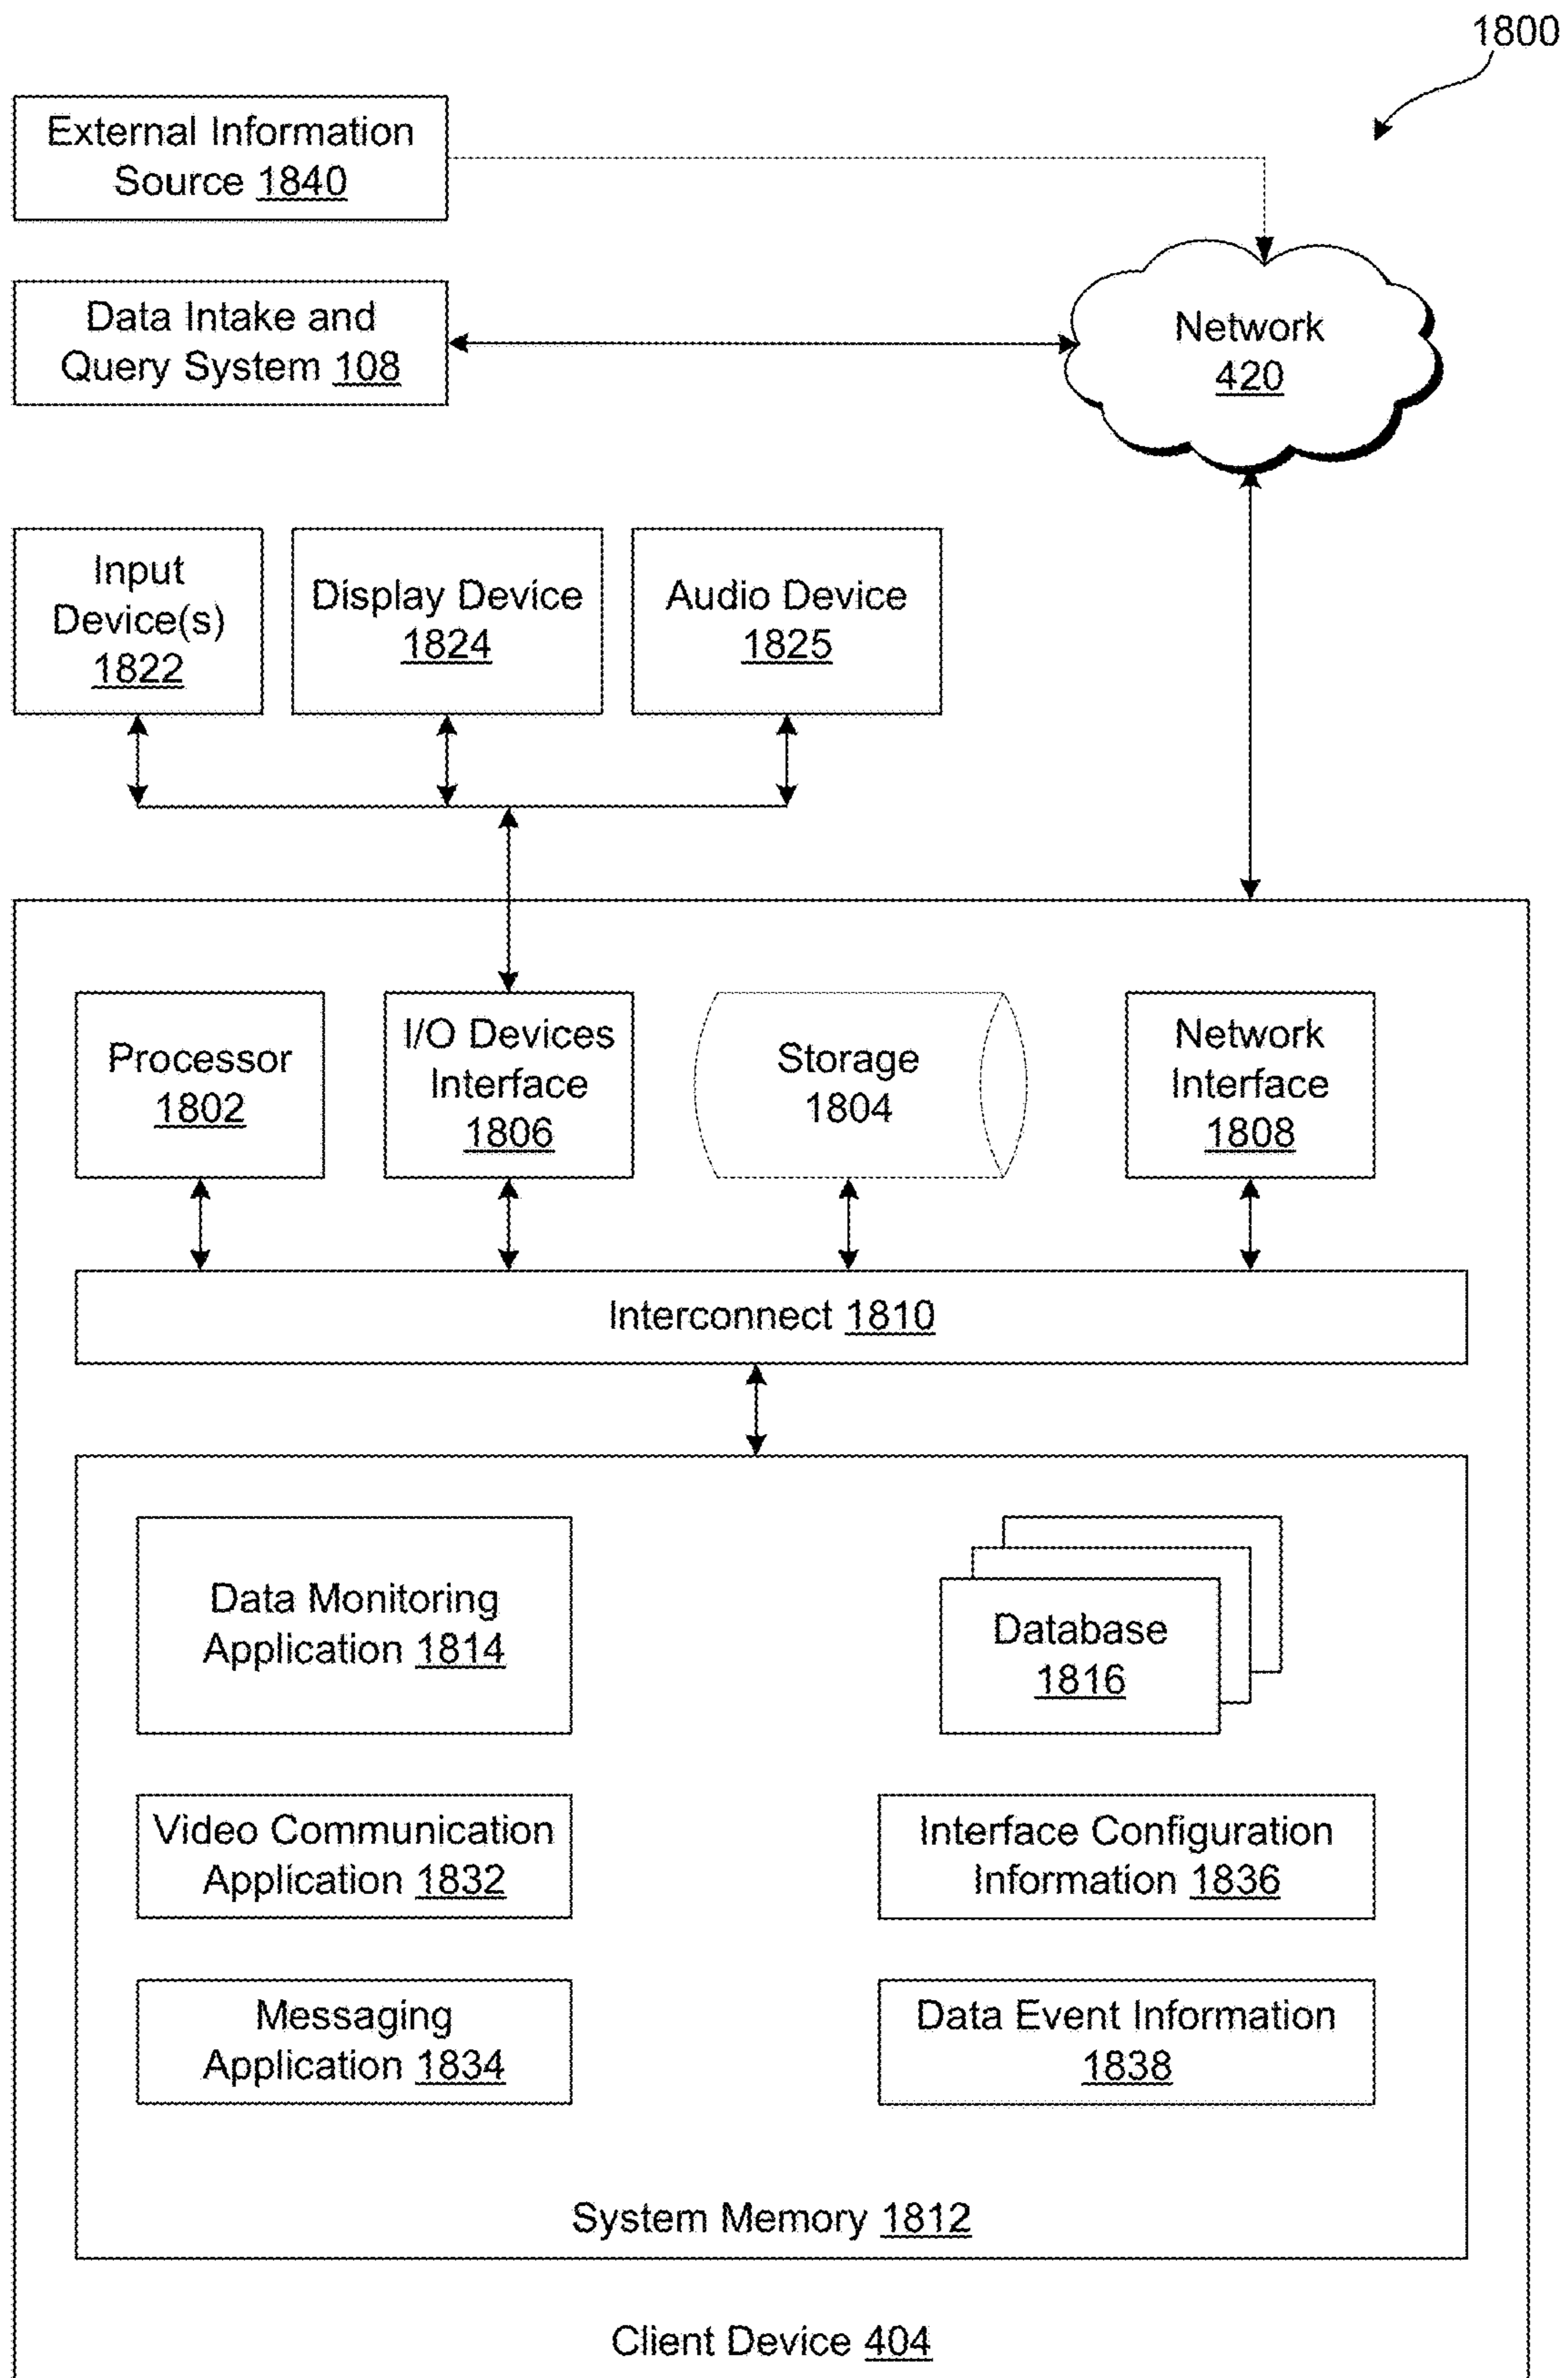 1800
External Information
Source 1840
Data Intake and
Query System 108
Network
420
Input
Device(s)
1822
Display Device
1824
Audio Device
1825
Processor
1802
I/O Devices
Interface
1806
Storage
1804
Network
Interface
1808
Interconnect 1810
Data Monitoring
Application 1814
Database
1816
Video Communication
Application 1832
Interface Configuration
Information 1836
Messaging
Application 1834
Data Event Information
1838
System Memory 1812
Client Device 404